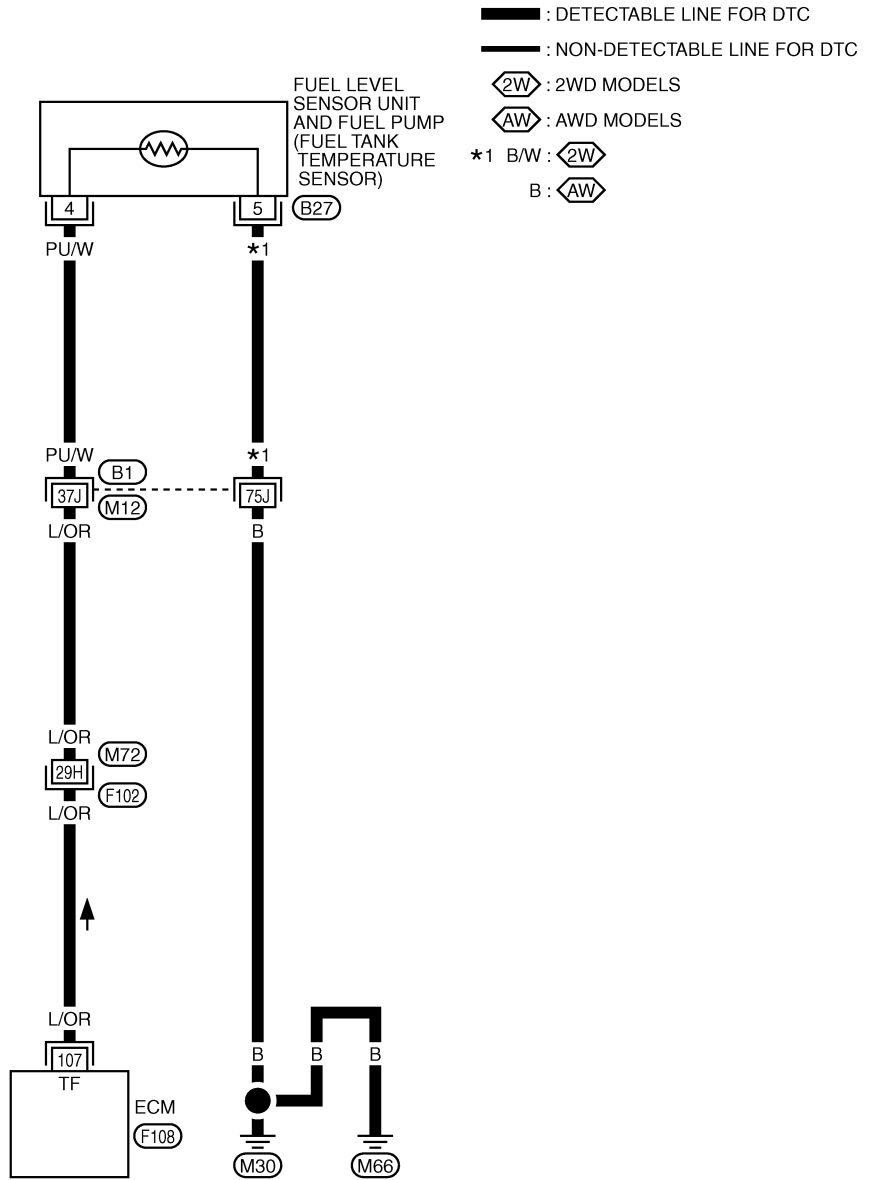 : DETECTABLE LINE FOR DTC
: NON-DETECTABLE LINE FOR DTC
2W : 2WD MODELS
AW : AWD MODELS
*1 B/W : 2W
B : AW
FUEL LEVEL
SENSOR UNIT
AND FUEL PUMP
(FUEL TANK
TEMPERATURE
SENSOR)
4 5 B27
PU/W *1
PU/W *1
B1
37J 75J
M12
L/OR B
L/OR
M72
29H
F102
L/OR
L/OR
B B B
107
TF
ECM
F108
M30 M66